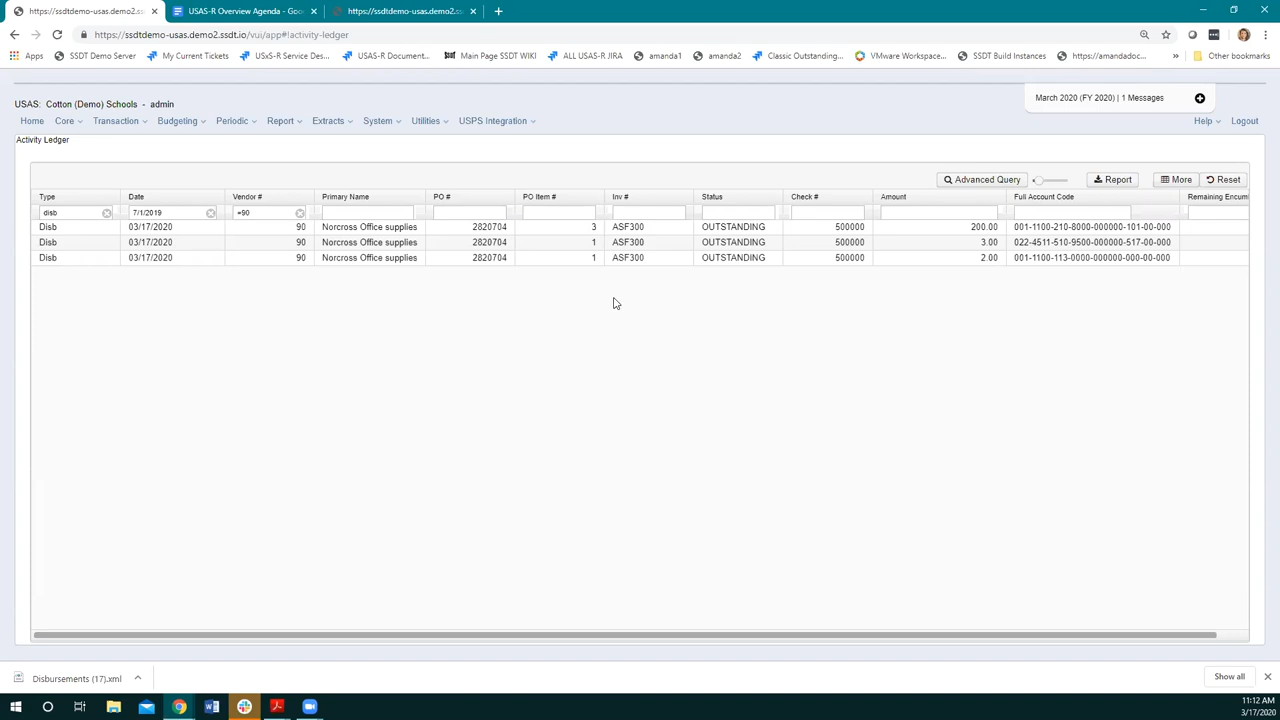 https://ssdtdemo-usas.demo2.ss
USAS-R Overview Agenda - Goo
https://ssdtdemo-usas.demo2.ss
https://ssdtdemo-usas.demo2.ssdt.io/vui/app#!activity-ledger
Apps SSDT Demo Server My Current Tickets USxS-R Service Des... USAS-R Document... Main Page SSDT WIKI ALL USAS-R JIRA amanda1 amanda2 Classic Outstanding... VMware Workspace... SSDT Build Instances https://amandadoc... » Other bookmarks
USAS: Cotton (Demo) Schools - admin
March 2020 (FY 2020) | 1 Messages
Home Core Transaction Budgeting Periodic Report Extracts System Utilities USPS Integration Help Logout
Activity Ledger
Advanced Query Report More Reset
Type Date Vendor # Primary Name PO # PO Item # Inv # Status Check # Amount Full Account Code Remaining Encum
disb 7/1/2019 =90
Disb 03/17/2020 90 Norcross Office supplies 2820704 3 ASF300 OUTSTANDING 500000 200.00 001-1100-210-8000-000000-101-00-000
Disb 03/17/2020 90 Norcross Office supplies 2820704 1 ASF300 OUTSTANDING 500000 3.00 022-4511-510-9500-000000-517-00-000
Disb 03/17/2020 90 Norcross Office supplies 2820704 1 ASF300 OUTSTANDING 500000 2.00 001-1100-113-0000-000000-000-00-000
Disbursements (17).xml
Show all
11:12 AM
3/17/2020